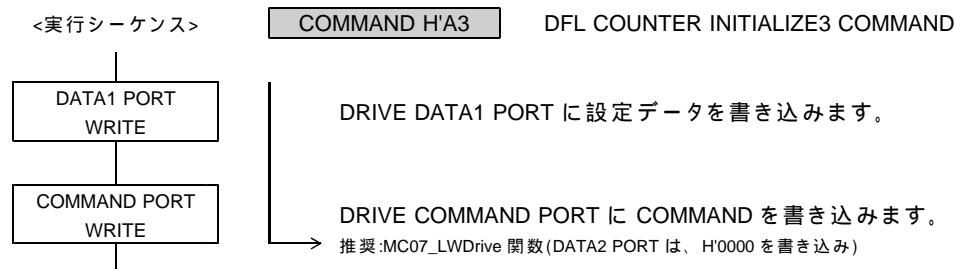 <実行シーケンス> COMMAND H'A3 DFL COUNTER INITIALIZE3 COMMAND
DATA1 PORT
WRITE
DRIVE DATA1 PORT に設定データを書き込みます。
COMMAND PORT
WRITE
DRIVE COMMAND PORT に COMMAND を書き込みます。
推奨:MC07_LWDrive 関数(DATA2 PORT は、H'0000 を書き込み)